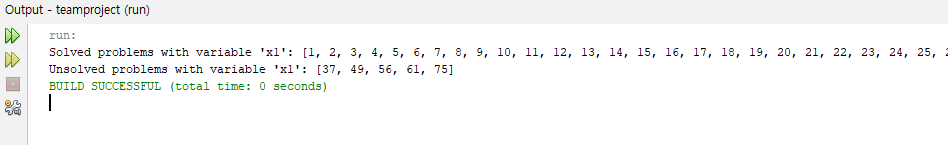 Output - teamproject (run)
run:
Solved problems with variable 'x1': [1, 2, 3, 4, 5, 6, 7, 8, 9, 10, 11, 12, 13, 14, 15, 16, 17, 18, 19, 20, 21, 22, 23, 24, 25,
Unsolved problems with variable 'x1': [37, 49, 56, 61, 75]
BUILD SUCCESSFUL (total time: 0 seconds)